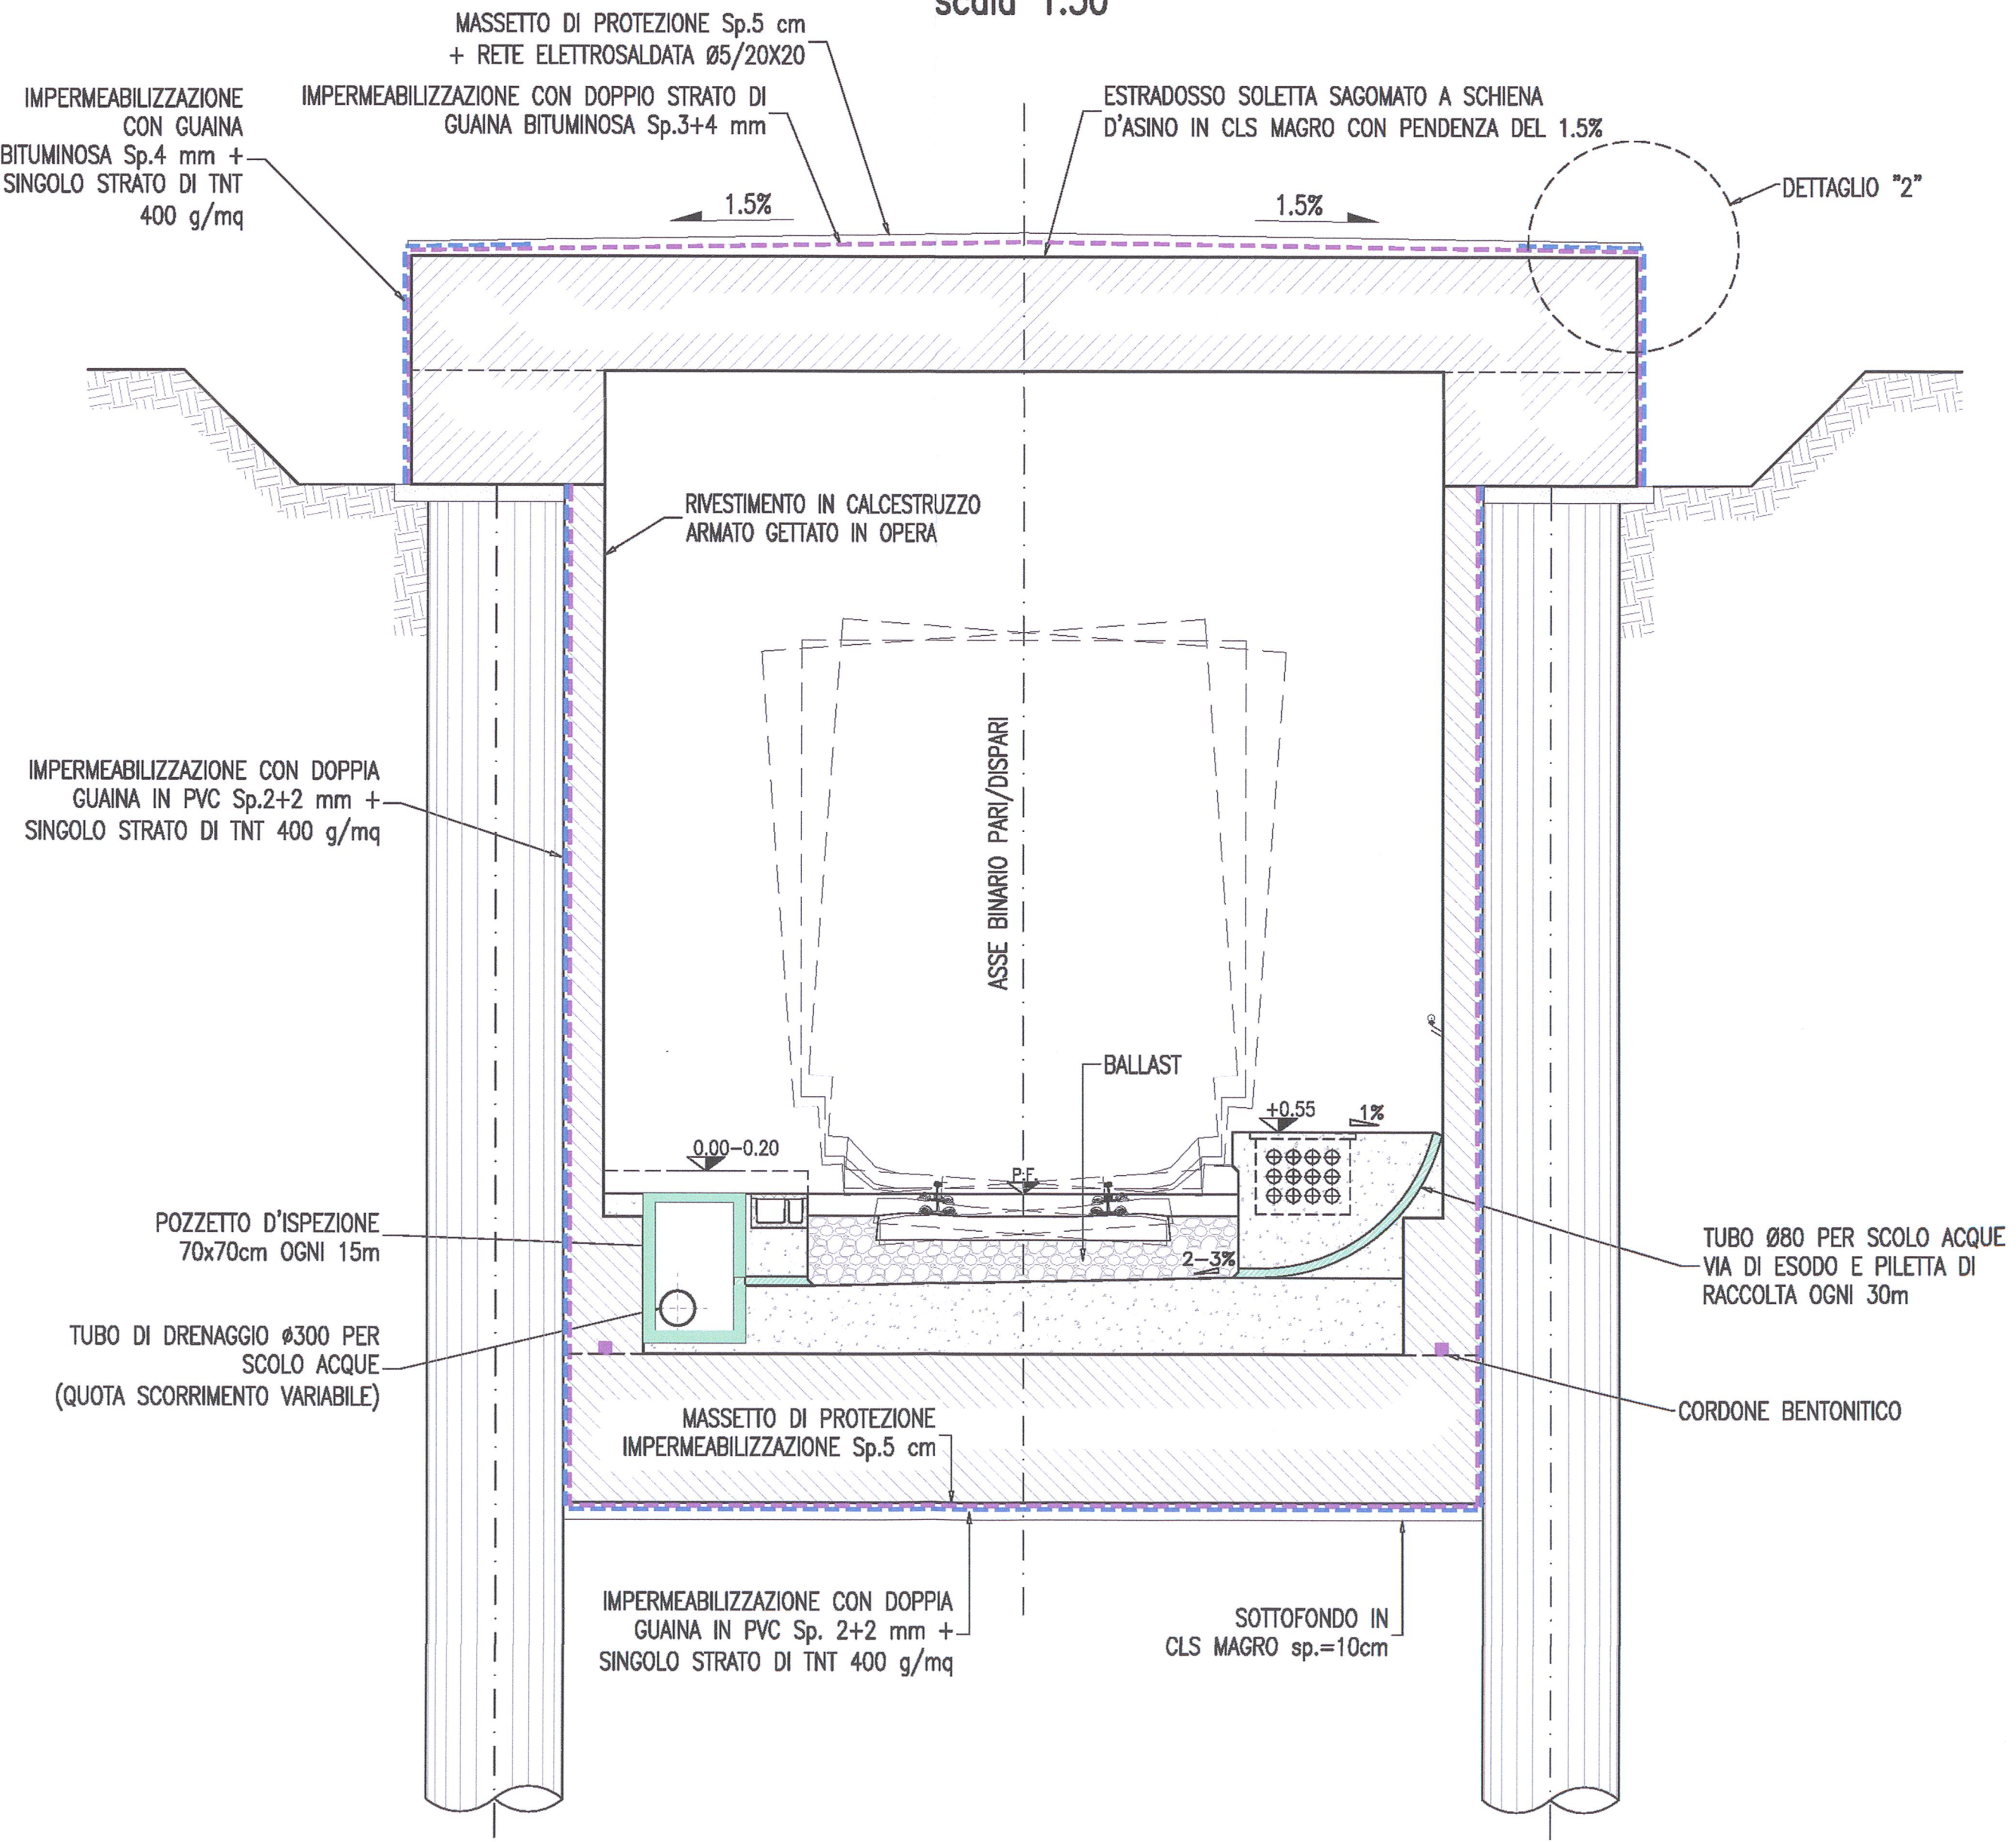 scala 1:50
MASSETTO DI PROTEZIONE Sp.5 cm
+ RETE ELETTROSALDATA Ø5/20X20
IMPERMEABILIZZAZIONE
CON GUAINA
BITUMINOSA Sp.4 mm +
SINGOLO STRATO DI TNT
400 g/mq
IMPERMEABILIZZAZIONE CON DOPPIO STRATO DI
GUAINA BITUMINOSA Sp.3+4 mm
ESTRADOSSO SOLETTA SAGOMATO A SCHIENA
D'ASINO IN CLS MAGRO CON PENDENZA DEL 1.5%
DETTAGLIO "2"
1.5%
1.5%
RIVESTIMENTO IN CALCESTRUZZO
ARMATO GETTATO IN OPERA
ASSE BINARIO PARI/DISPARI
IMPERMEABILIZZAZIONE CON DOPPIA
GUAINA IN PVC Sp.2+2 mm +
SINGOLO STRATO DI TNT 400 g/mq
BALLAST
+0.55
1%
0.00-0.20
P.F.
POZZETTO D'ISPEZIONE
70x70cm OGNI 15m
2-3%
TUBO Ø80 PER SCOLO ACQUE
VIA DI ESODO E PILETTA DI
RACCOLTA OGNI 30m
TUBO DI DRENAGGIO ø300 PER
SCOLO ACQUE
(QUOTA SCORRIMENTO VARIABILE)
CORDONE BENTONITICO
MASSETTO DI PROTEZIONE
IMPERMEABILIZZAZIONE Sp.5 cm
IMPERMEABILIZZAZIONE CON DOPPIA
GUAINA IN PVC Sp. 2+2 mm +
SINGOLO STRATO DI TNT 400 g/mq
SOTTOFONDO IN
CLS MAGRO sp.=10cm